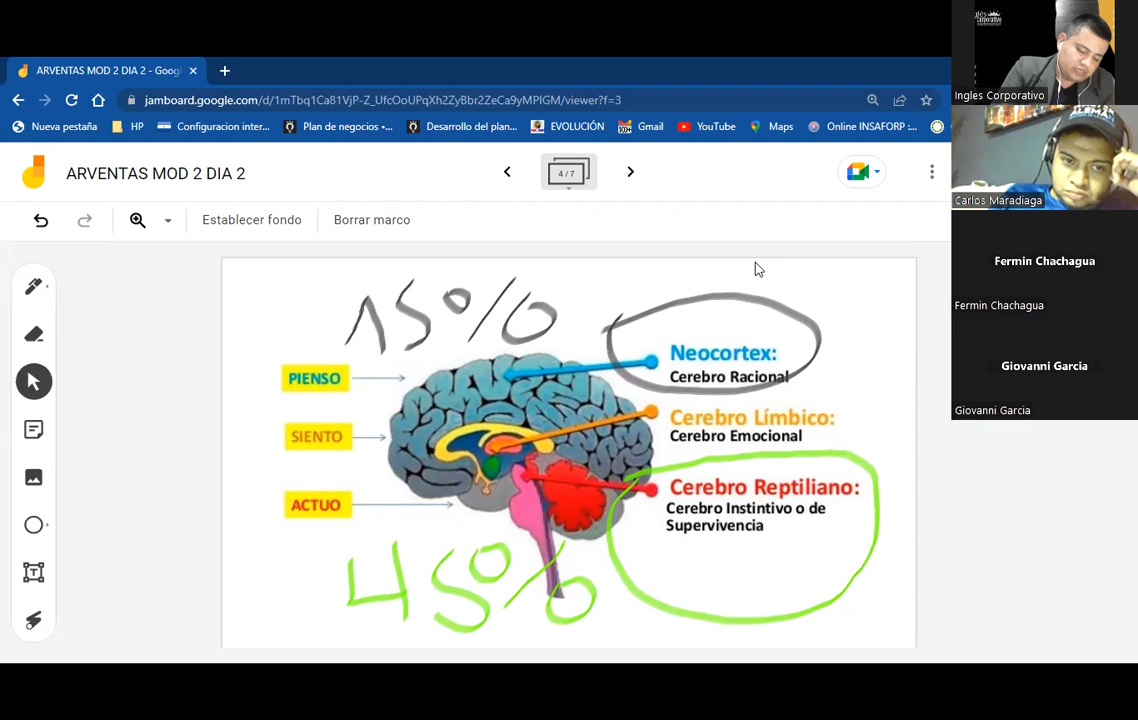 ARVENTAS MOD 2 DIA 2 - Goog
jamboard.google.com/d/1mTbq1Ca81VjP-Z_UfcOoUPqXh2ZyBbr2ZeCa9yMPIGM/viewer?f=3
Nueva pestaña
HP
Configuracion inter...
Plan de negocios •...
Desarrollo del plan...
EVOLUCIÓN
Gmail
YouTube
Maps
Online INSAFORP :...
ARVENTAS MOD 2 DIA 2
4 / 7
Establecer fondo
Borrar marco
15%
PIENSO
SIENTO
ACTUO
Neocortex:
Cerebro Racional
Cerebro Límbico:
Cerebro Emocional
Cerebro Reptiliano:
Cerebro Instintivo o de
Supervivencia
45%
Corporativo
Ingles Corporativo
Carlos Maradiaga
Fermin Chachagua
Fermin Chachagua
Giovanni Garcia
Giovanni Garcia